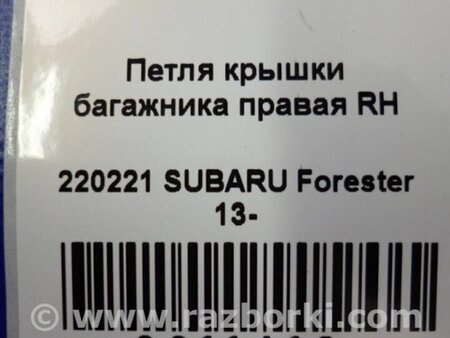 Петля крышки
багажника правая RH
220221 SUBARU Forester
13-
© www.razborki.com